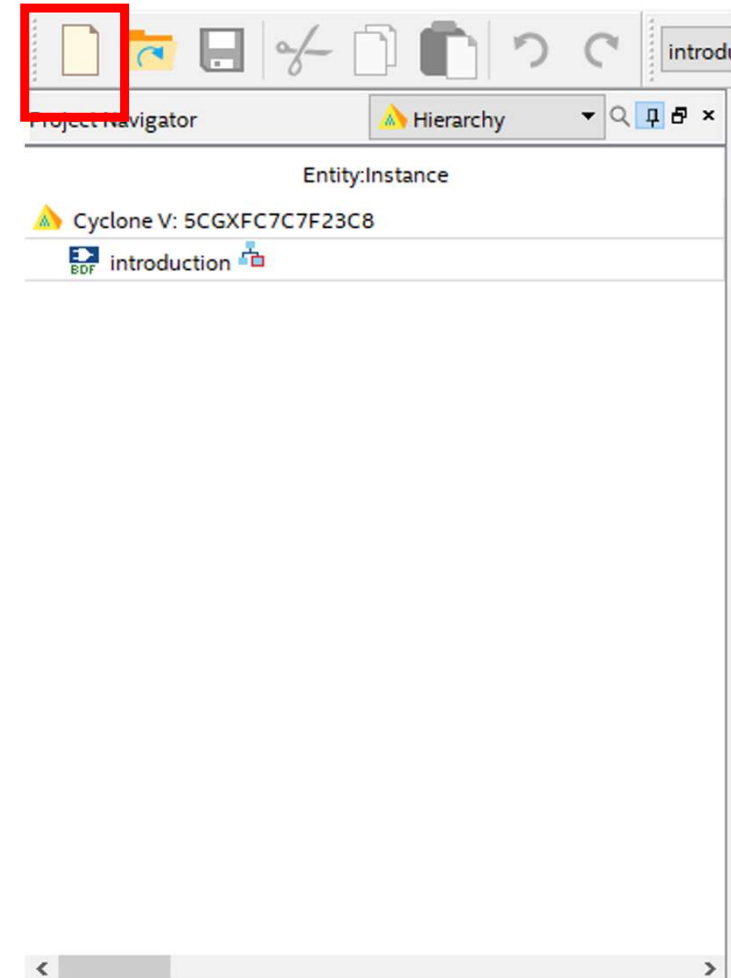 introdu
Project Navigator
Hierarchy
Entity:Instance
Cyclone V: 5CGXFC7C7F23C8
BDF
introduction